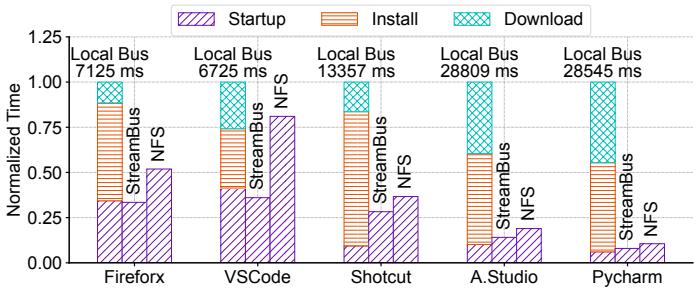 Startup Install Download
Normalized Time
1.25
1.00
0.75
0.50
0.25
0.00
Local Bus
7125 ms
StreamBus
NFS
Local Bus
6725 ms
StreamBus
NFS
Local Bus
13357 ms
StreamBus
NFS
Local Bus
28809 ms
StreamBus
NFS
Local Bus
28545 ms
StreamBus
NFS
Fireforx VSCode Shotcut A.Studio Pycharm